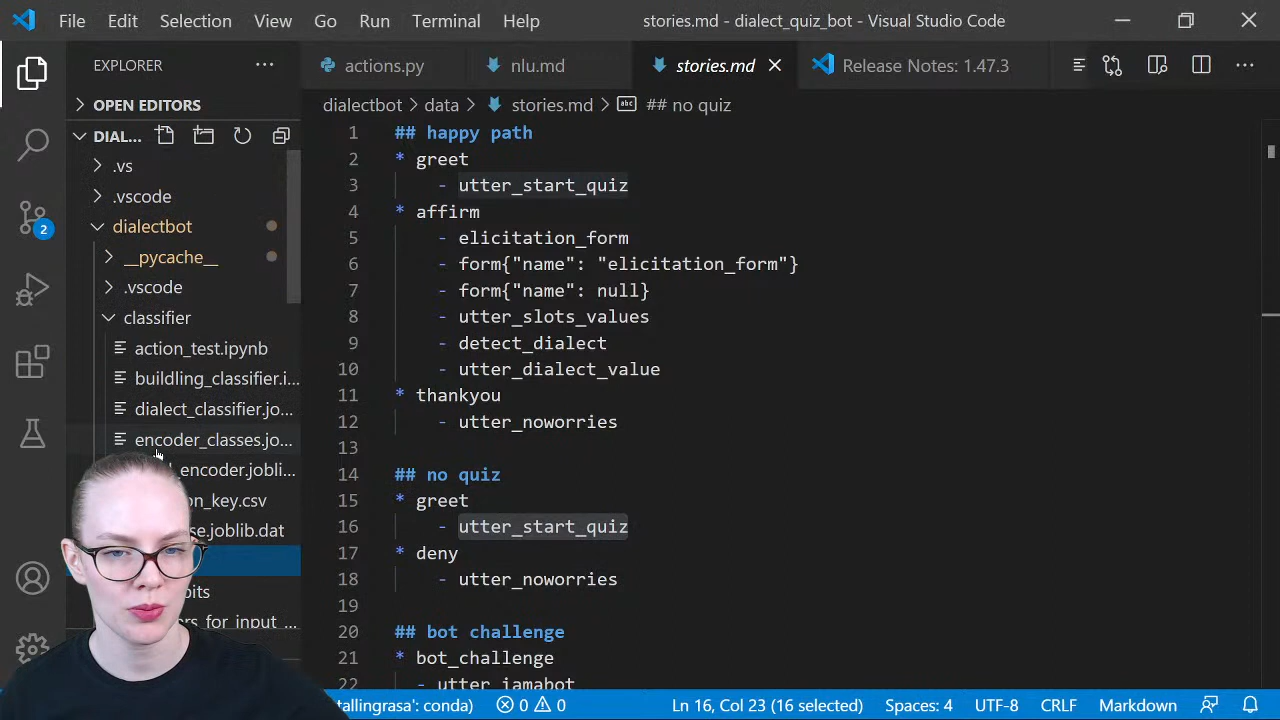 File Edit Selection View Go Run Terminal Help stories.md - dialect_quiz_bot - Visual Studio Code
EXPLORER
actions.py nlu.md stories.md Release Notes: 1.47.3
OPEN EDITORS
dialectbot > data > stories.md > ## no quiz
DIAL...
.vs
.vscode
dialectbot
__pycache__
.vscode
classifier
action_test.ipynb
buildling_classifier.i...
dialect_classifier.jo...
encoder_classes.jo...
_encoder.jobli...
on_key.csv
se.joblib.dat
bits
_for_input_...
2
1 ## happy path
2 * greet
3 - utter_start_quiz
4 * affirm
5 - elicitation_form
6 - form{"name": "elicitation_form"}
7 - form{"name": null}
8 - utter_slots_values
9 - detect_dialect
10 - utter_dialect_value
11 * thankyou
12 - utter_noworries
13
14 ## no quiz
15 * greet
16 - utter_start_quiz
17 * deny
18 - utter_noworries
19
20 ## bot challenge
21 * bot_challenge
22 - utter_iamabot
tallingrasa': conda) 0 0 Ln 16, Col 23 (16 selected) Spaces: 4 UTF-8 CRLF Markdown